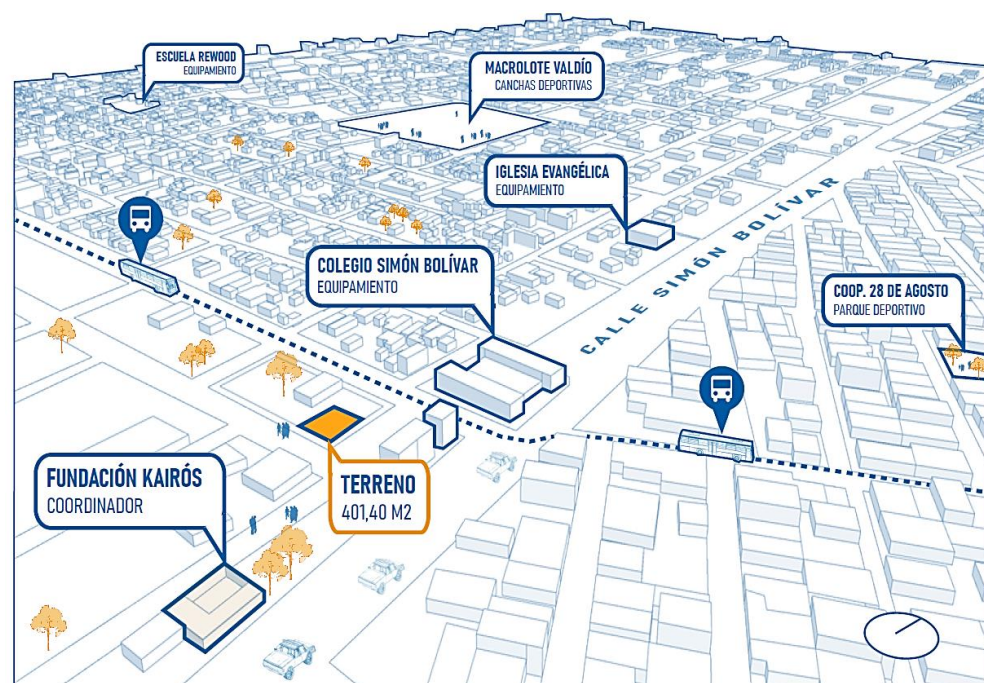 ESCUELA REWOOD
EQUIPAMIENTO
MACROLOTE VALDÍO
CANCHAS DEPORTIVAS
IGLESIA EVANGÉLICA
EQUIPAMIENTO
CALLE SIMÓN BOLÍVAR
COLEGIO SIMÓN BOLÍVAR
EQUIPAMIENTO
COOP. 28 DE AGOSTO
PARQUE DEPORTIVO
FUNDACIÓN KAIRÓS
COORDINADOR
TERRENO
401,40 M2